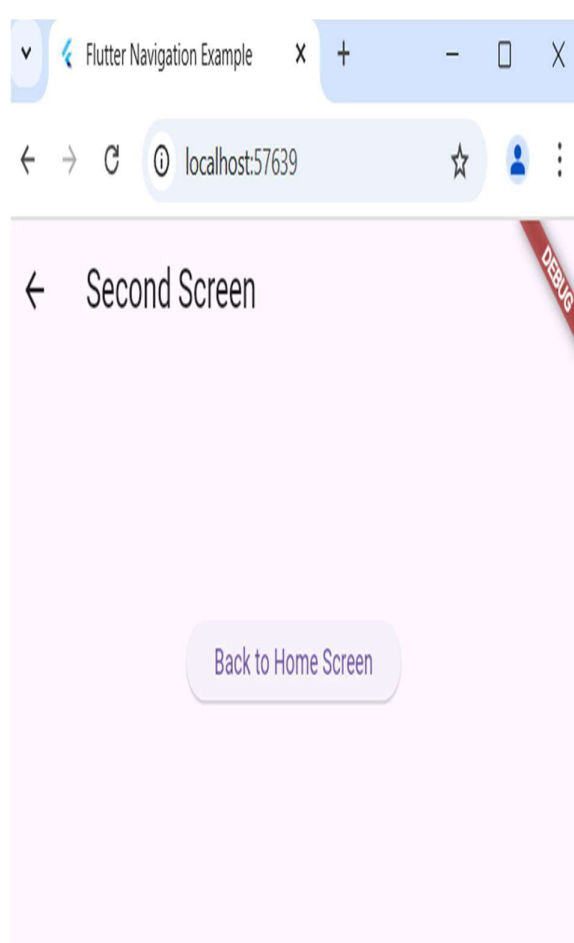 Flutter Navigation Example
localhost:57639
Second Screen
DEBUG
Back to Home Screen